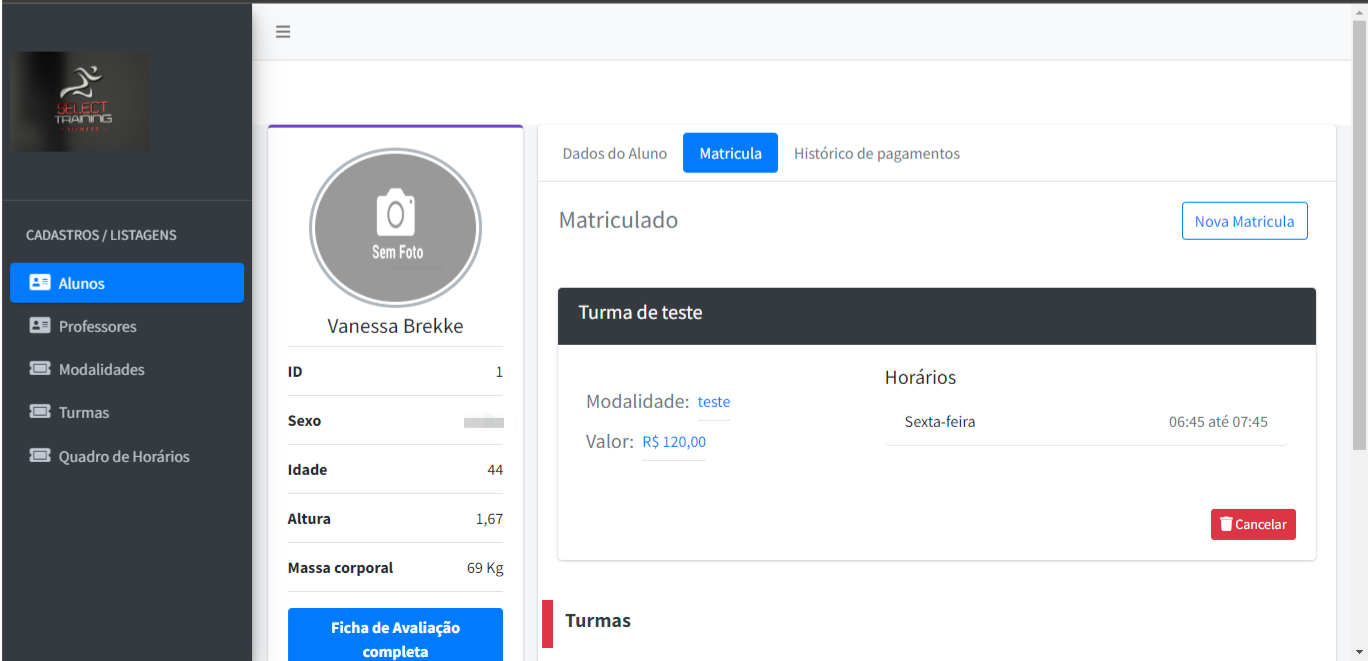 SELECT
TRAINING
FITNESS
CADASTROS / LISTAGENS
Alunos
Professores
Modalidades
Turmas
Quadro de Horários
Sem Foto
Vanessa Brekke
ID 1
Sexo
Idade 44
Altura 1,67
Massa corporal 69 Kg
Ficha de Avaliação
completa
Dados do Aluno Matricula Histórico de pagamentos
Matriculado Nova Matricula
Turma de teste
Modalidade: teste
Valor: R$ 120,00
Horários
Sexta-feira 06:45 até 07:45
Cancelar
Turmas